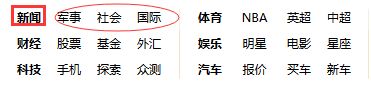 新闻 军事 社会 国际 体育 NBA 英超 中超
财经 股票 基金 外汇 娱乐 明星 电影 星座
科技 手机 探索 众测 汽车 报价 买车 新车